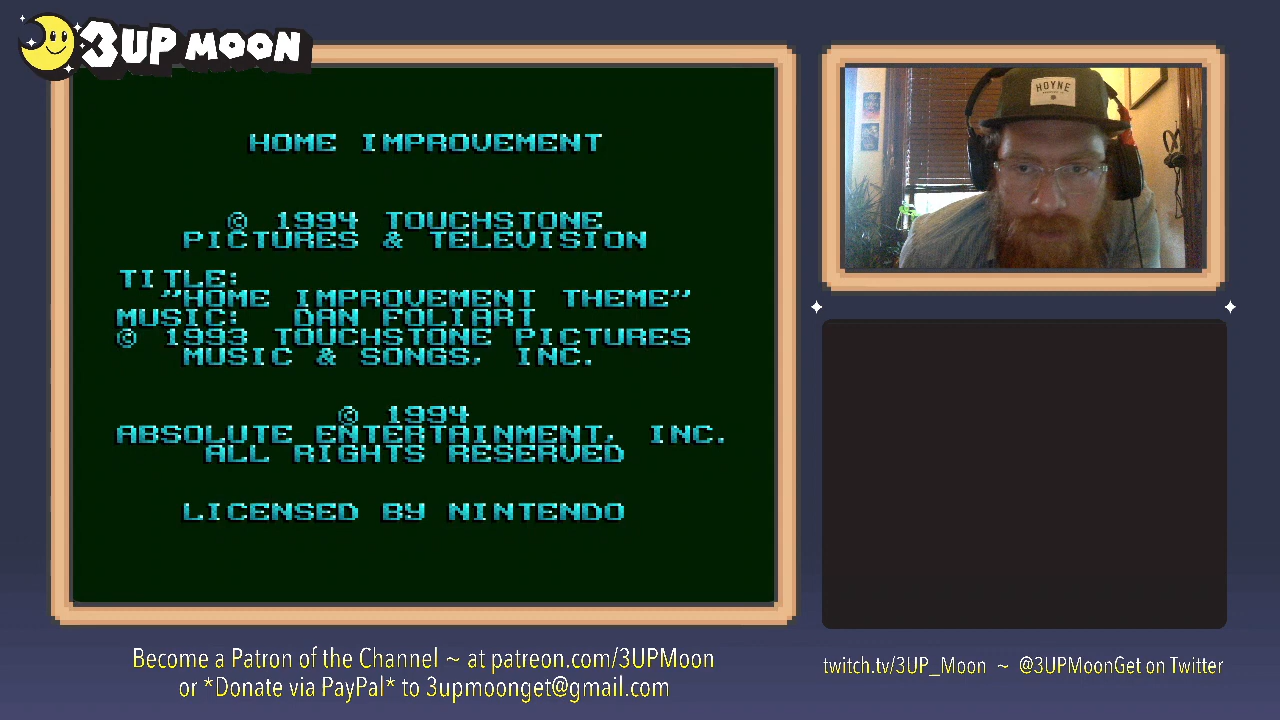 3UP MOON
HOME IMPROVEMENT
© 1994 TOUCHSTONE
PICTURES & TELEVISION
TITLE:
"HOME IMPROVEMENT THEME"
MUSIC: DAN FOLIART
© 1993 TOUCHSTONE PICTURES
MUSIC & SONGS, INC.
© 1994
ABSOLUTE ENTERTAINMENT, INC.
ALL RIGHTS RESERVED
LICENSED BY NINTENDO
HOYNE
Become a Patron of the Channel ~ at patreon.com/3UPMoon
or *Donate via PayPal* to 3upmoonget@gmail.com
twitch.tv/3UP_Moon ~ @3UPMoonGet on Twitter